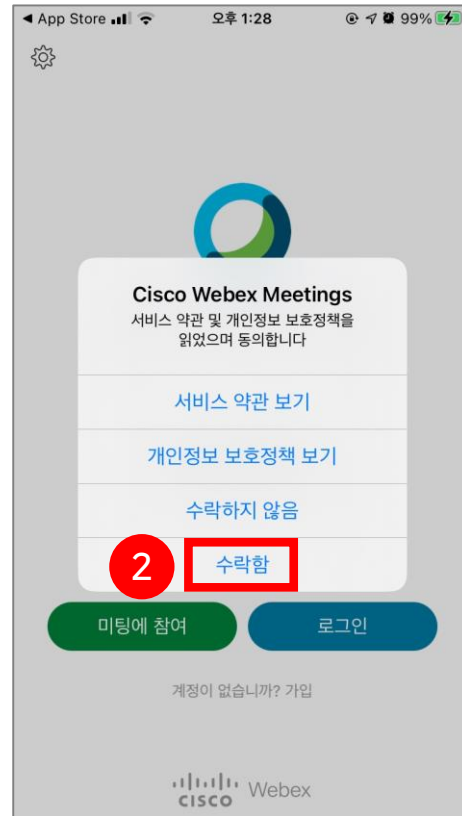 App Store 오후 1:28 99%
Cisco Webex Meetings
서비스 약관 및 개인정보 보호정책을
읽었으며 동의합니다
서비스 약관 보기
개인정보 보호정책 보기
수락하지 않음
2 수락함
미팅에 참여 로그인
계정이 없습니까? 가입
CISCO Webex